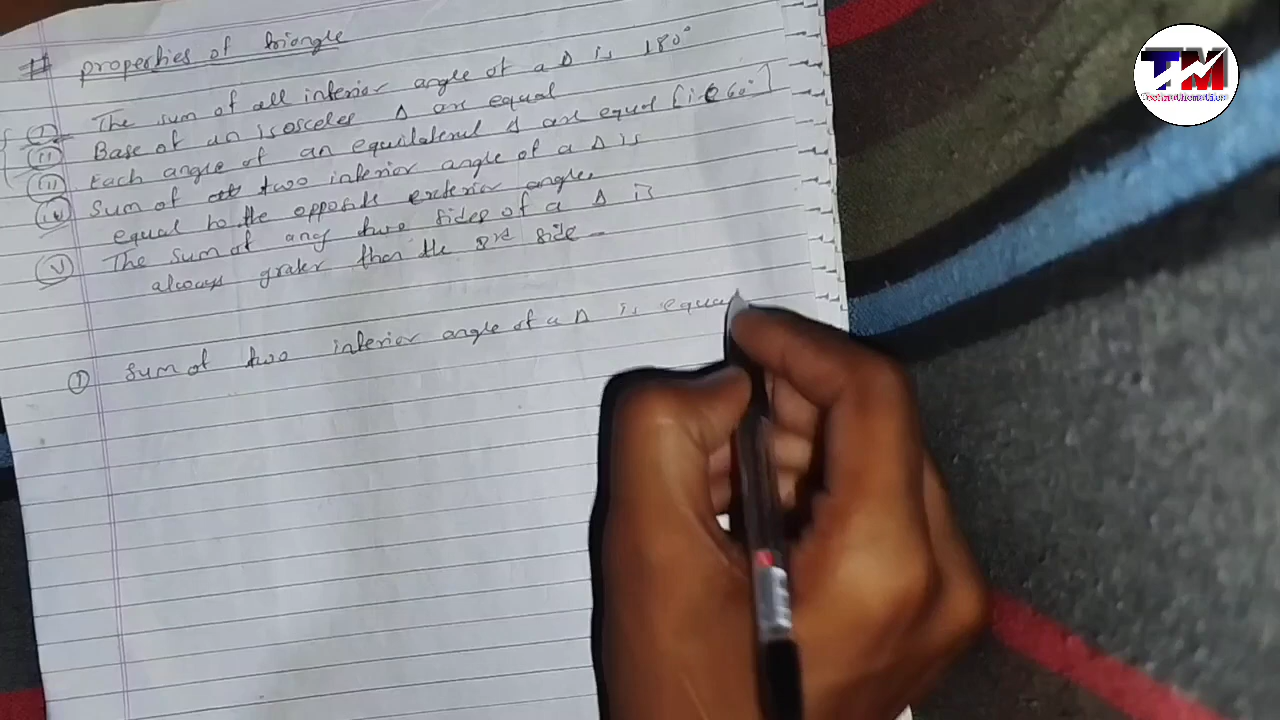 # properties of triangle
(I) The sum of all interior angle of a Δ is 180°
(II) Base of an isosceles Δ are equal
(III) Each angle of an equilateral Δ are equal [i.e 60°]
(IV) Sum of two interior angle of a Δ is
equal to the opposite exterior angle.
(V) The sum of any two sides of a Δ is
always grater than the 3rd side
(I) Sum of two interior angle of a Δ is equal
TM